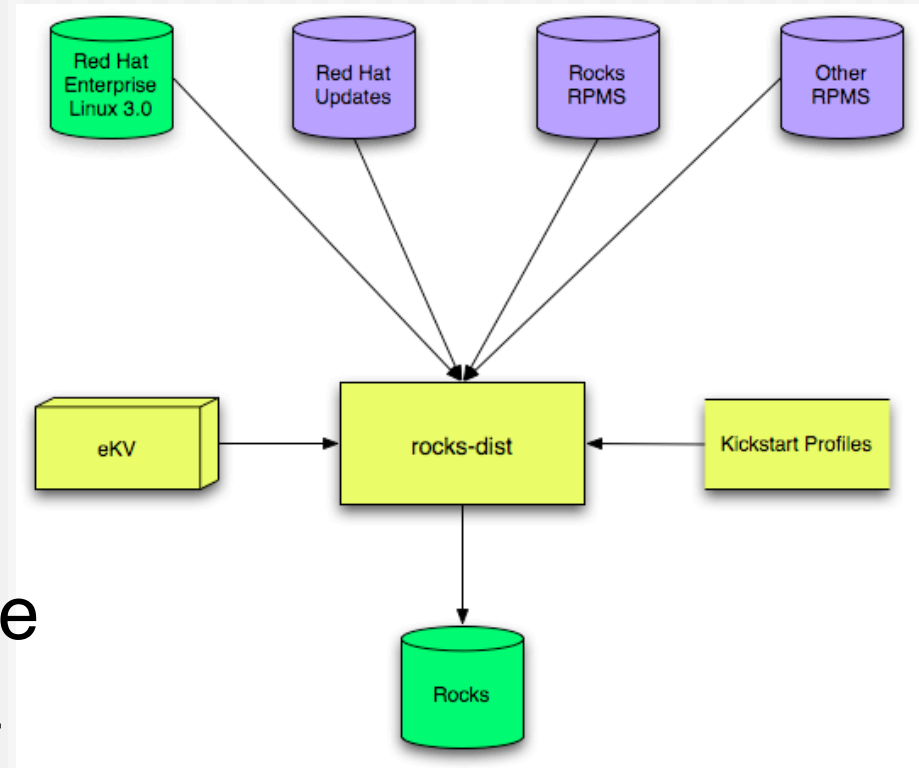 Red Hat
Enterprise
Linux 3.0
Red Hat
Updates
Rocks
RPMS
Other
RPMS
eKV
rocks-dist
Kickstart Profiles
e
Rocks